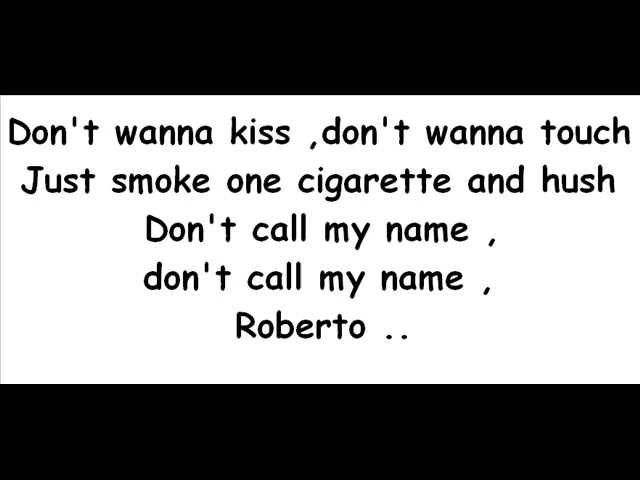 Don't wanna kiss ,don't wanna touch
Just smoke one cigarette and hush
Don't call my name ,
don't call my name ,
Roberto ..